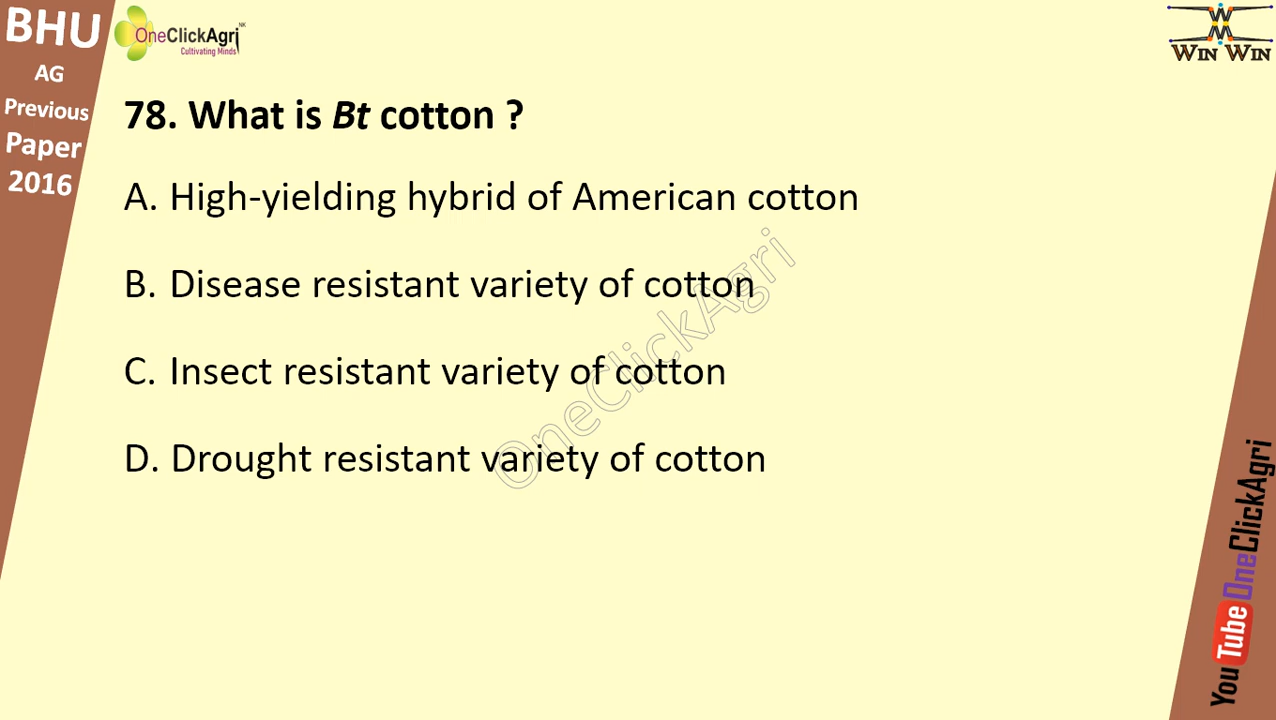 BHU
AG
Previous
Paper
2016
OneClickAgri NK
Cultivating Minds
WIN WIN
78. What is Bt cotton ?
A. High-yielding hybrid of American cotton
B. Disease resistant variety of cotton
C. Insect resistant variety of cotton
D. Drought resistant variety of cotton
©OneClickAgri
YouTube OneClickAgri